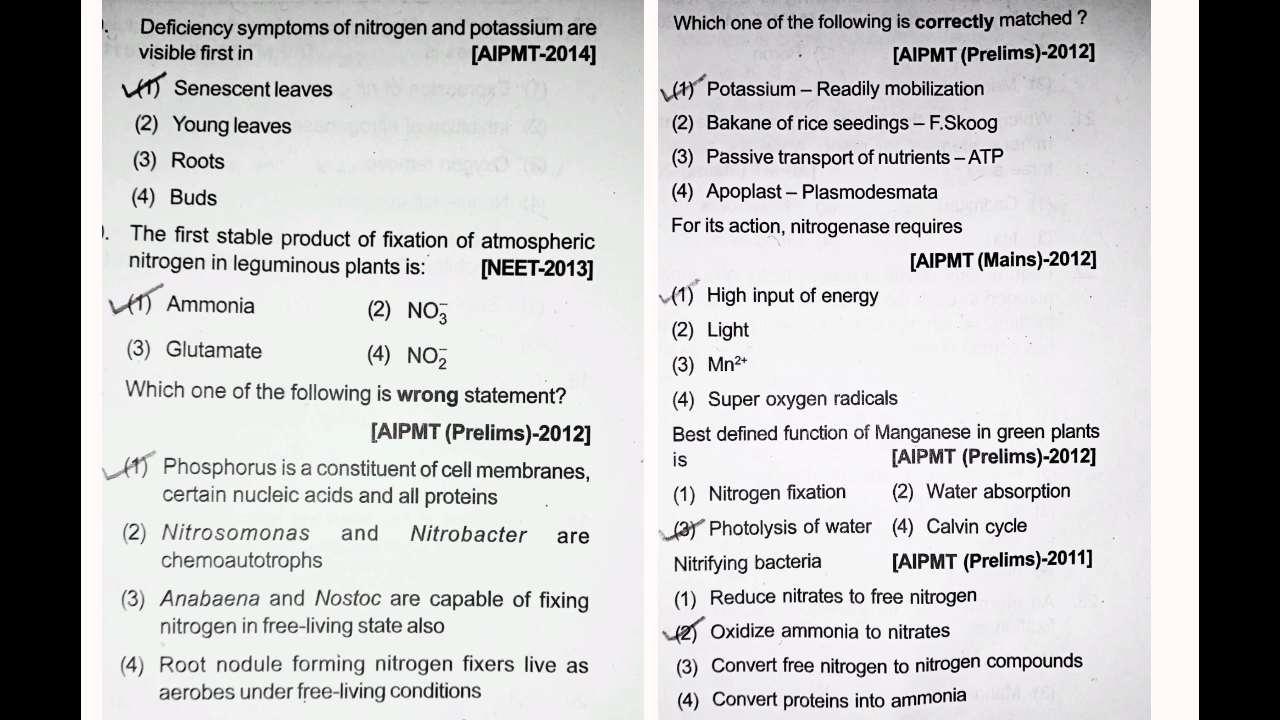 Deficiency symptoms of nitrogen and potassium are
visible first in [AIPMT-2014]
(1) Senescent leaves
(2) Young leaves
(3) Roots
(4) Buds
The first stable product of fixation of atmospheric
nitrogen in leguminous plants is: [NEET-2013]
(1) Ammonia (2) NO₃⁻
(3) Glutamate (4) NO₂⁻
Which one of the following is wrong statement?
[AIPMT (Prelims)-2012]
(1) Phosphorus is a constituent of cell membranes,
certain nucleic acids and all proteins
(2) Nitrosomonas and Nitrobacter are
chemoautotrophs
(3) Anabaena and Nostoc are capable of fixing
nitrogen in free-living state also
(4) Root nodule forming nitrogen fixers live as
aerobes under free-living conditions
Which one of the following is correctly matched ?
[AIPMT (Prelims)-2012]
(1) Potassium – Readily mobilization
(2) Bakane of rice seedings – F.Skoog
(3) Passive transport of nutrients – ATP
(4) Apoplast – Plasmodesmata
For its action, nitrogenase requires
[AIPMT (Mains)-2012]
(1) High input of energy
(2) Light
(3) Mn²⁺
(4) Super oxygen radicals
Best defined function of Manganese in green plants
is [AIPMT (Prelims)-2012]
(1) Nitrogen fixation (2) Water absorption
(3) Photolysis of water (4) Calvin cycle
Nitrifying bacteria [AIPMT (Prelims)-2011]
(1) Reduce nitrates to free nitrogen
(2) Oxidize ammonia to nitrates
(3) Convert free nitrogen to nitrogen compounds
(4) Convert proteins into ammonia